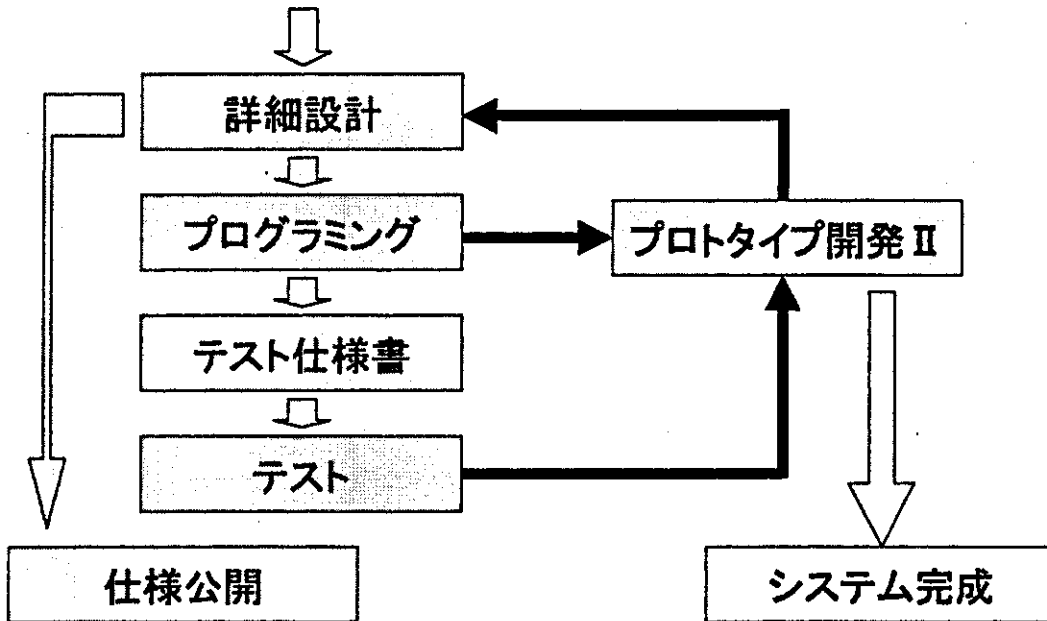 詳細設計
プログラミング
プロトタイプ開発Ⅱ
テスト仕様書
テスト
仕様公開
システム完成